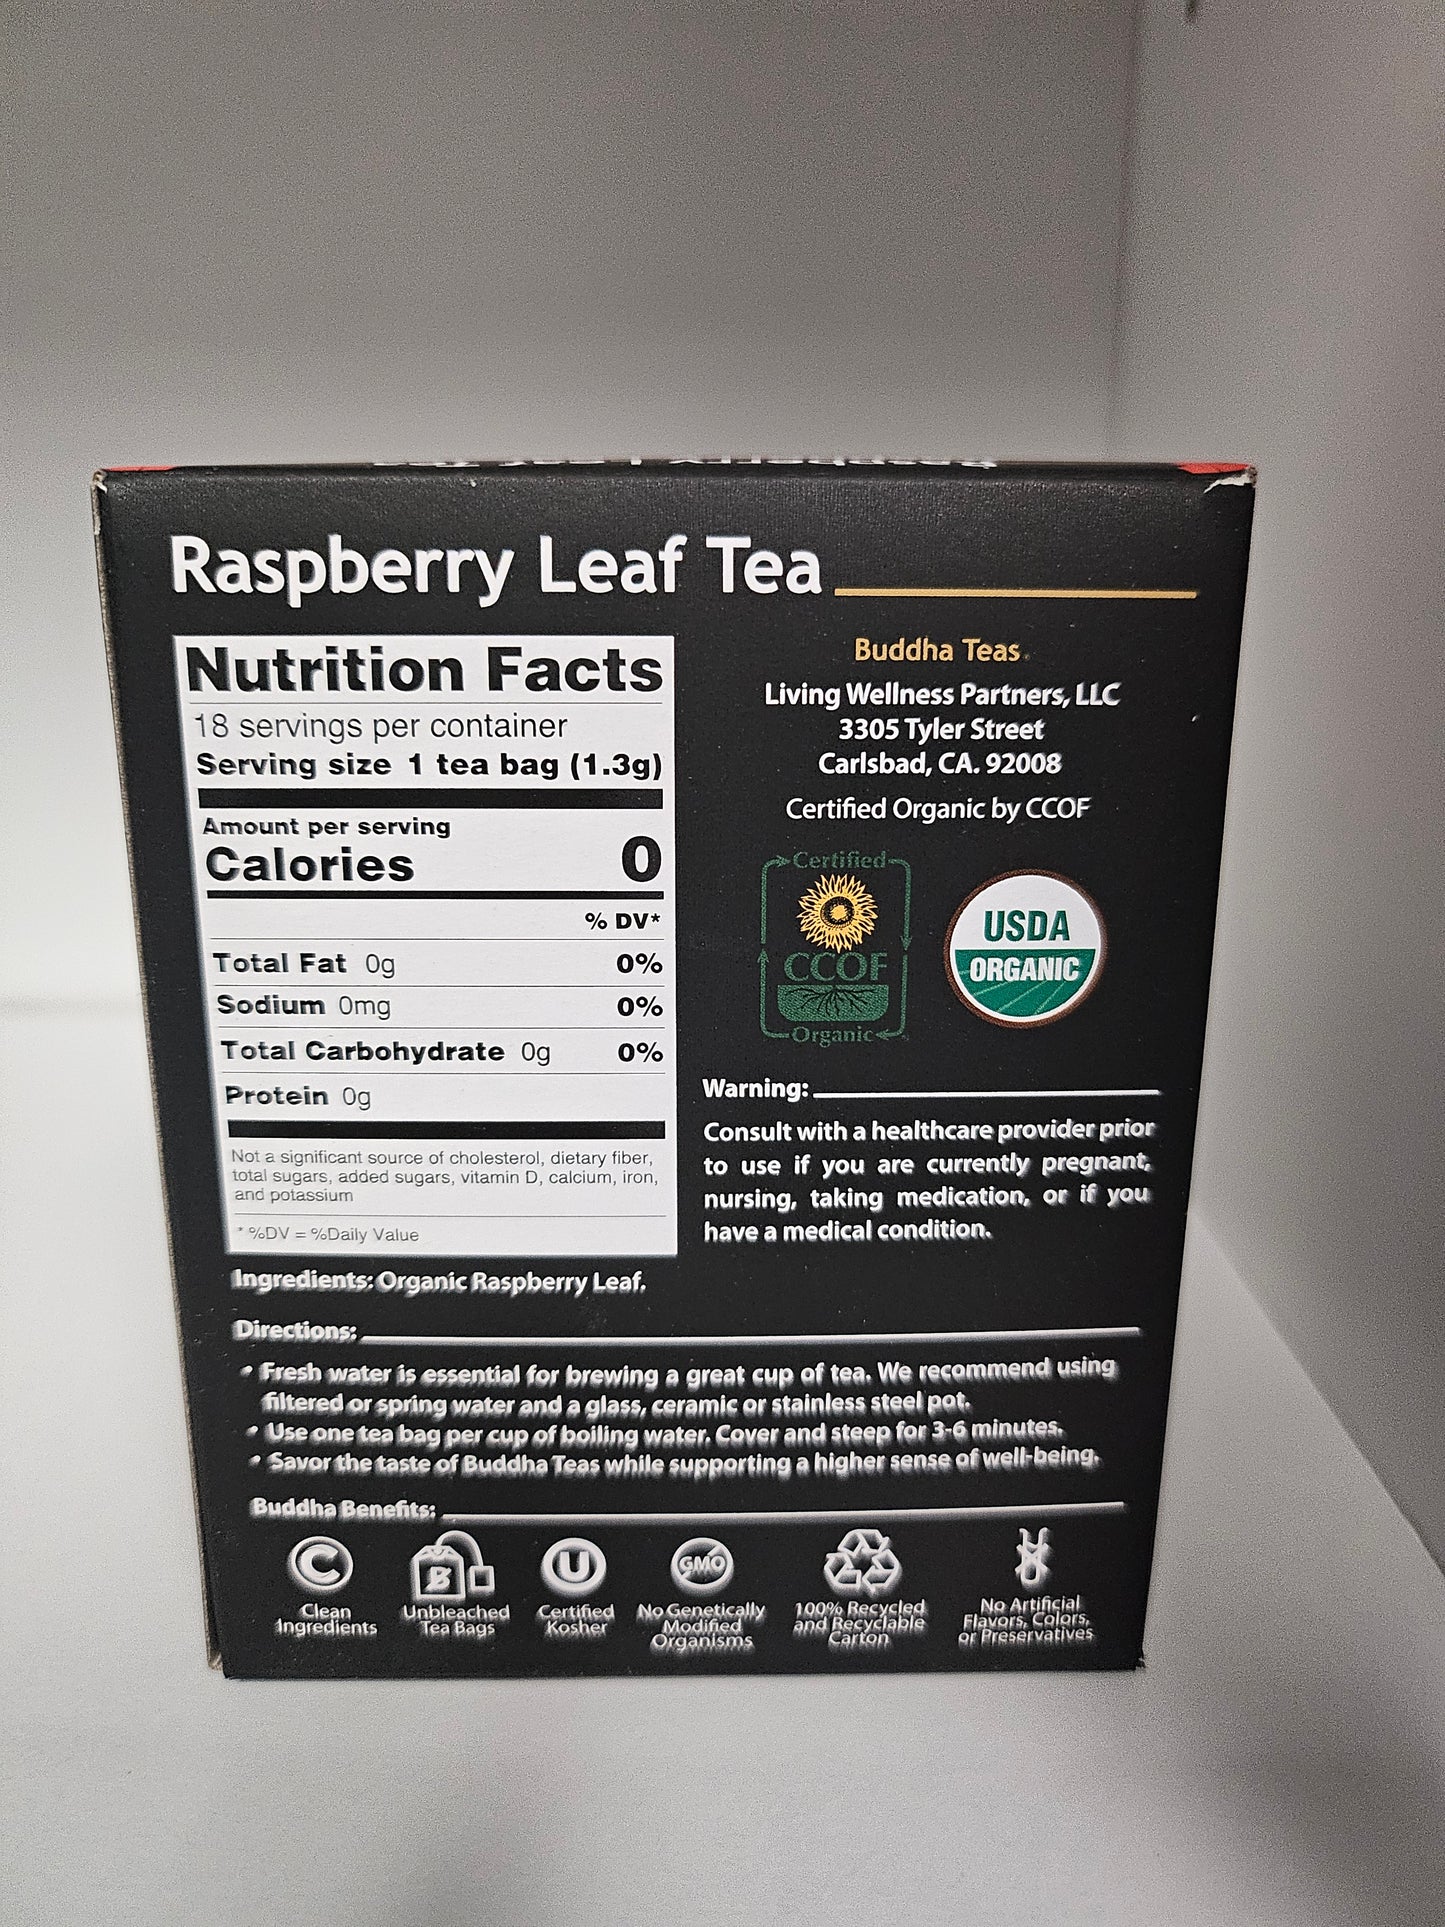 Raspberry Leaf Tea
Nutrition Facts
18 servings per container
Serving size 1 tea bag (1.3g)
Amount per serving
Calories 0
% DV*
Total Fat 0g 0%
Sodium 0mg 0%
Total Carbohydrate 0g 0%
Protein 0g
Not a significant source of cholesterol, dietary fiber,
total sugars, added sugars, vitamin D, calcium, iron,
and potassium
* %DV = %Daily Value
Buddha Teas
Living Wellness Partners, LLC
3305 Tyler Street
Carlsbad, CA. 92008
Certified Organic by CCOF
Certified
CCOF
Organic
USDA
ORGANIC
Warning:
Consult with a healthcare provider prior
to use if you are currently pregnant,
nursing, taking medication, or if you
have a medical condition.
Ingredients: Organic Raspberry Leaf.
Directions:
• Fresh water is essential for brewing a great cup of tea. We recommend using
filtered or spring water and a glass, ceramic or stainless steel pot.
• Use one tea bag per cup of boiling water. Cover and steep for 3-6 minutes.
• Savor the taste of Buddha Teas while supporting a higher sense of well-being.
Buddha Benefits:
C
B
U
GMO
Clean
Ingredients
Unbleached
Tea Bags
Certified
Kosher
No Genetically
Modified
Organisms
100% Recycled
and Recyclable
Carton
No Artificial
Flavors, Colors,
or Preservatives